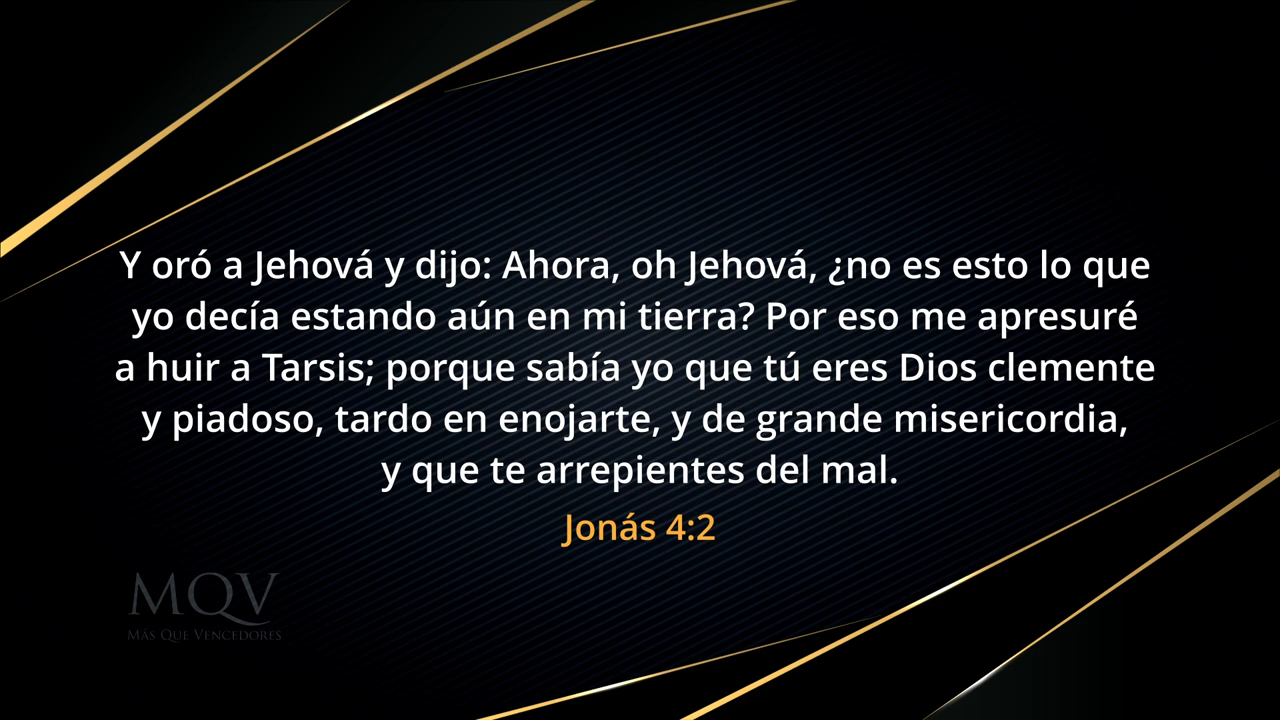 Y oró a Jehová y dijo: Ahora, oh Jehová, ¿no es esto lo que
yo decía estando aún en mi tierra? Por eso me apresuré
a huir a Tarsis; porque sabía yo que tú eres Dios clemente
y piadoso, tardo en enojarte, y de grande misericordia,
y que te arrepientes del mal.
Jonás 4:2
MQV
Más Que Vencedores